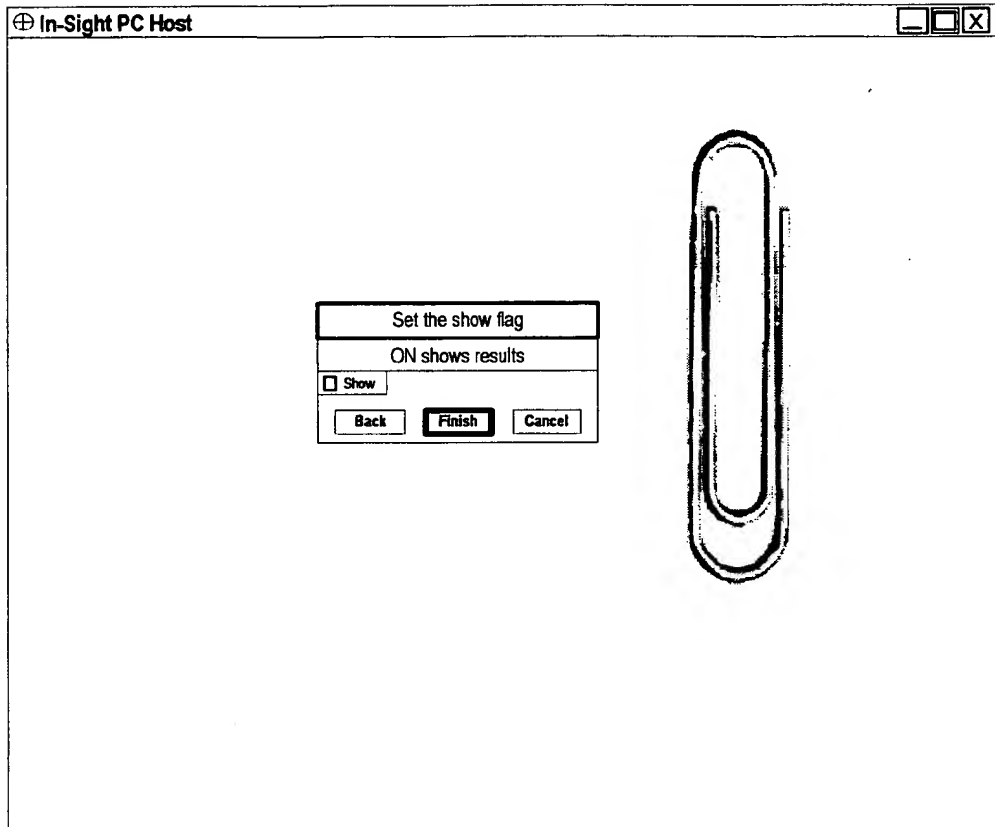 In-Sight PC Host
Set the show flag
ON shows results
Show
Back Finish Cancel